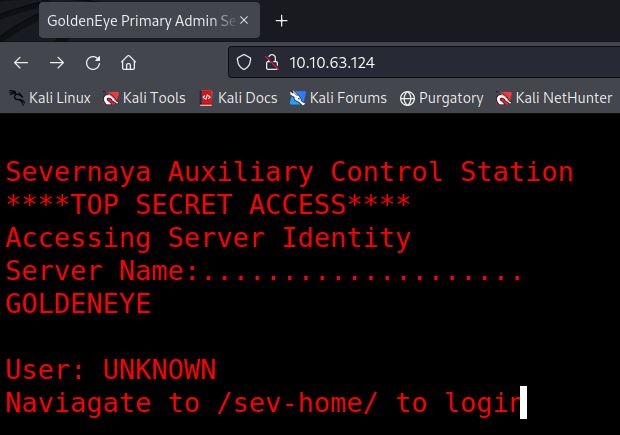 GoldenEye Primary Admin Se
10.10.63.124
Kali Linux
Kali Tools
Kali Docs
Kali Forums
Purgatory
Kali NetHunter
Severnaya Auxiliary Control Station
****TOP SECRET ACCESS****
Accessing Server Identity
Server Name:....................
GOLDENEYE
User: UNKNOWN
Naviagate to /sev-home/ to login